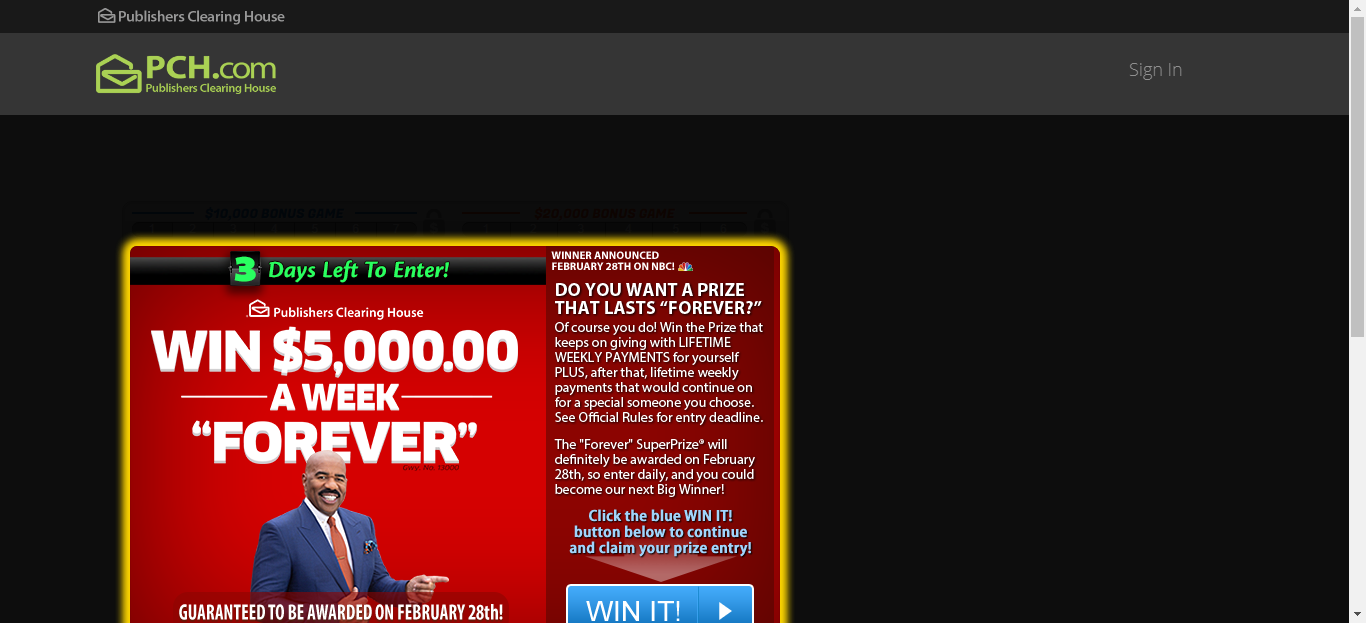 Publishers Clearing House
PCH.com
Publishers Clearing House
Sign In
$10,000 BONUS GAME
$20,000 BONUS GAME
3 Days Left To Enter!
Publishers Clearing House
WIN $5,000.00
A WEEK
“FOREVER”
GUARANTEED TO BE AWARDED ON FEBRUARY 28th!
WINNER ANNOUNCED
FEBRUARY 28TH ON NBC!
DO YOU WANT A PRIZE
THAT LASTS “FOREVER?”
Of course you do! Win the Prize that
keeps on giving with LIFETIME
WEEKLY PAYMENTS for yourself
PLUS, after that, lifetime weekly
payments that would continue on
for a special someone you choose.
See Official Rules for entry deadline.
The "Forever" SuperPrize® will
definitely be awarded on February
28th, so enter daily, and you could
become our next Big Winner!
Click the blue WIN IT!
button below to continue
and claim your prize entry!
WIN IT!